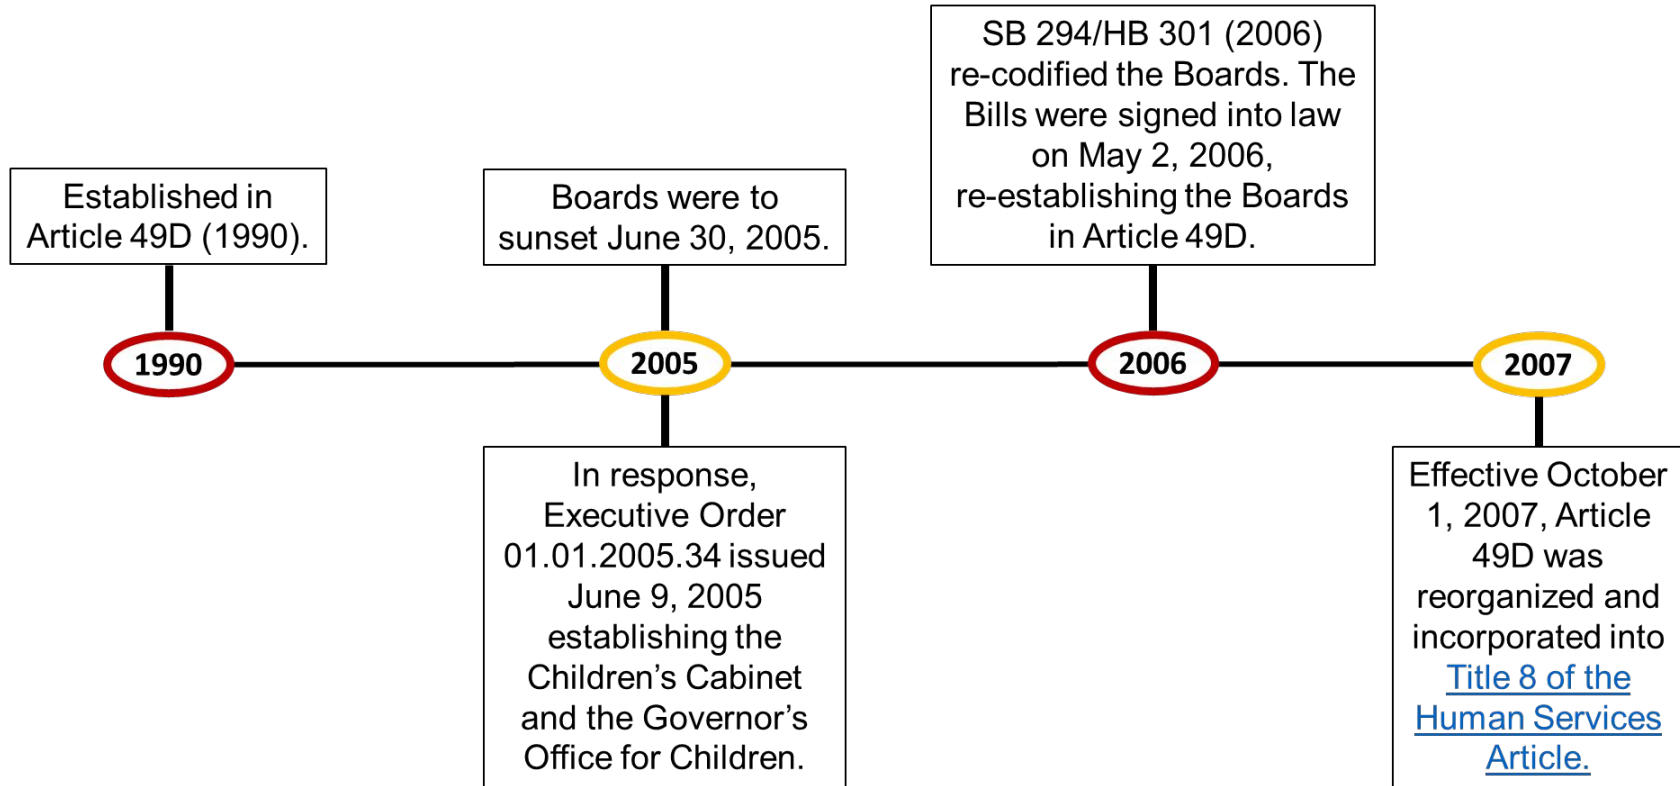 Established in
Article 49D (1990).
Boards were to
sunset June 30, 2005.
SB 294/HB 301 (2006)
re-codified the Boards. The
Bills were signed into law
on May 2, 2006,
re-establishing the Boards
in Article 49D.
1990
2005
2006
2007
In response,
Executive Order
01.01.2005.34 issued
June 9, 2005
establishing the
Children’s Cabinet
and the Governor’s
Office for Children.
Effective October
1, 2007, Article
49D was
reorganized and
incorporated into
Title 8 of the
Human Services
Article.